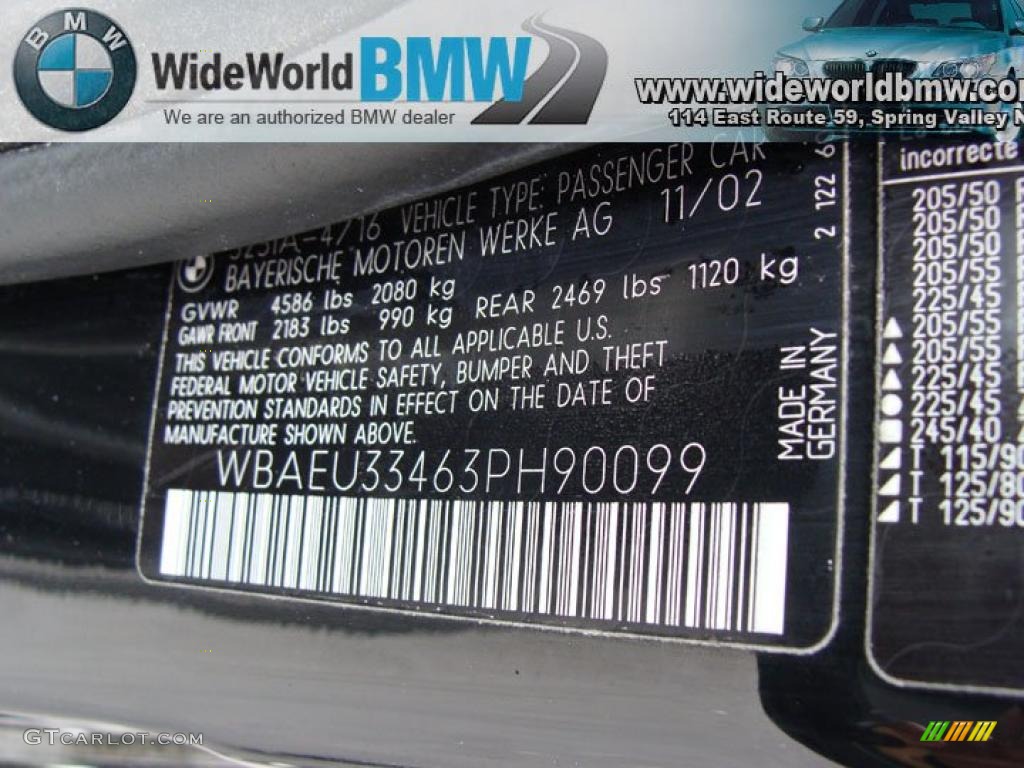 BMW
WideWorldBMW
We are an authorized BMW dealer
www.wideworldbmw.co
114 East Route 59, Spring Valley N
VEHICLE TYPE: PASSENGER CAR
BAYERISCHE MOTOREN WERKE AG 11/02
GVWR 4586 lbs 2080 kg
GAWR FRONT 2183 lbs 990 kg REAR 2469 lbs 1120 kg
THIS VEHICLE CONFORMS TO ALL APPLICABLE U.S.
FEDERAL MOTOR VEHICLE SAFETY, BUMPER AND THEFT
PREVENTION STANDARDS IN EFFECT ON THE DATE OF
MANUFACTURE SHOWN ABOVE.
WBAEU33463PH90099
MADE IN
GERMANY
2 122 6
incorrecte
205/50
205/50
205/50
205/55
225/45
205/55
205/55
225/45
225/45
245/40
T 115/90
T 125/80
T 125/90
GTCARLOT.COM